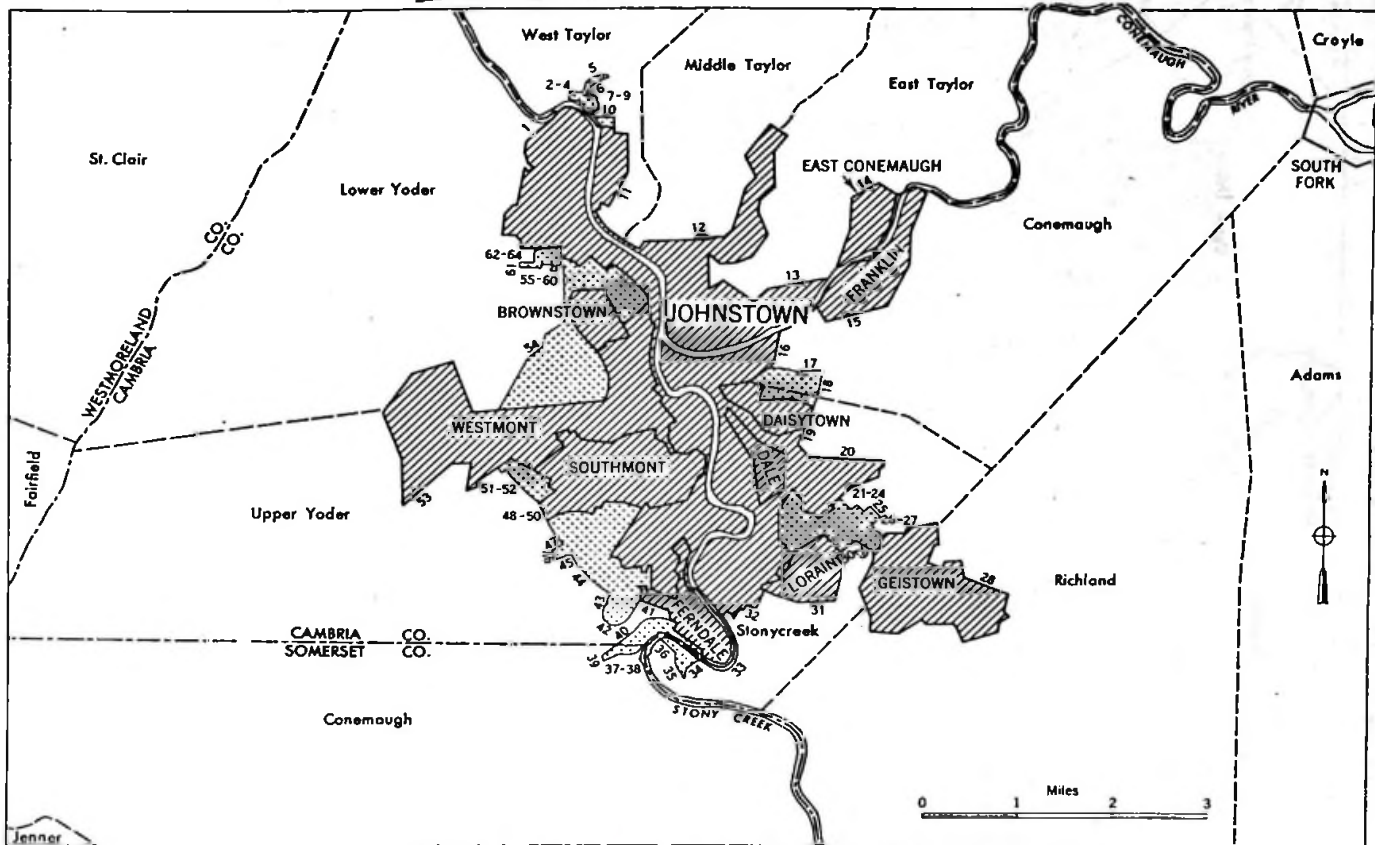 West Taylor
Middle Taylor
East Taylor
CONEMAUGH
RIVER
Croyle
SOUTH
FORK
St. Clair
Lower Yoder
5
2-4
6
7-9
10
1
11
12
EAST CONEMAUGH
14
Conemaugh
13
FRANKLIN
15
CO.
CO.
WESTMORELAND
CAMBRIA
62-64
61
55-60
BROWNSTOWN
JOHNSTOWN
16
17
18
54
Adams
DAISYTOWN
19
WESTMONT
SOUTHMONT
DALE
20
Fairfield
53
51-52
48-50
21-24
25
-27
N
Upper Yoder
47
45
44
LORAIN
GEISTOWN
28
Richland
31
43
42
41
40
FERNDALE
32
Stonycreek
33
CAMBRIA CO.
SOMERSET CO.
39
37-38
36
35
34
Conemaugh
STONY CREEK
Miles
0 1 2 3
Jenner